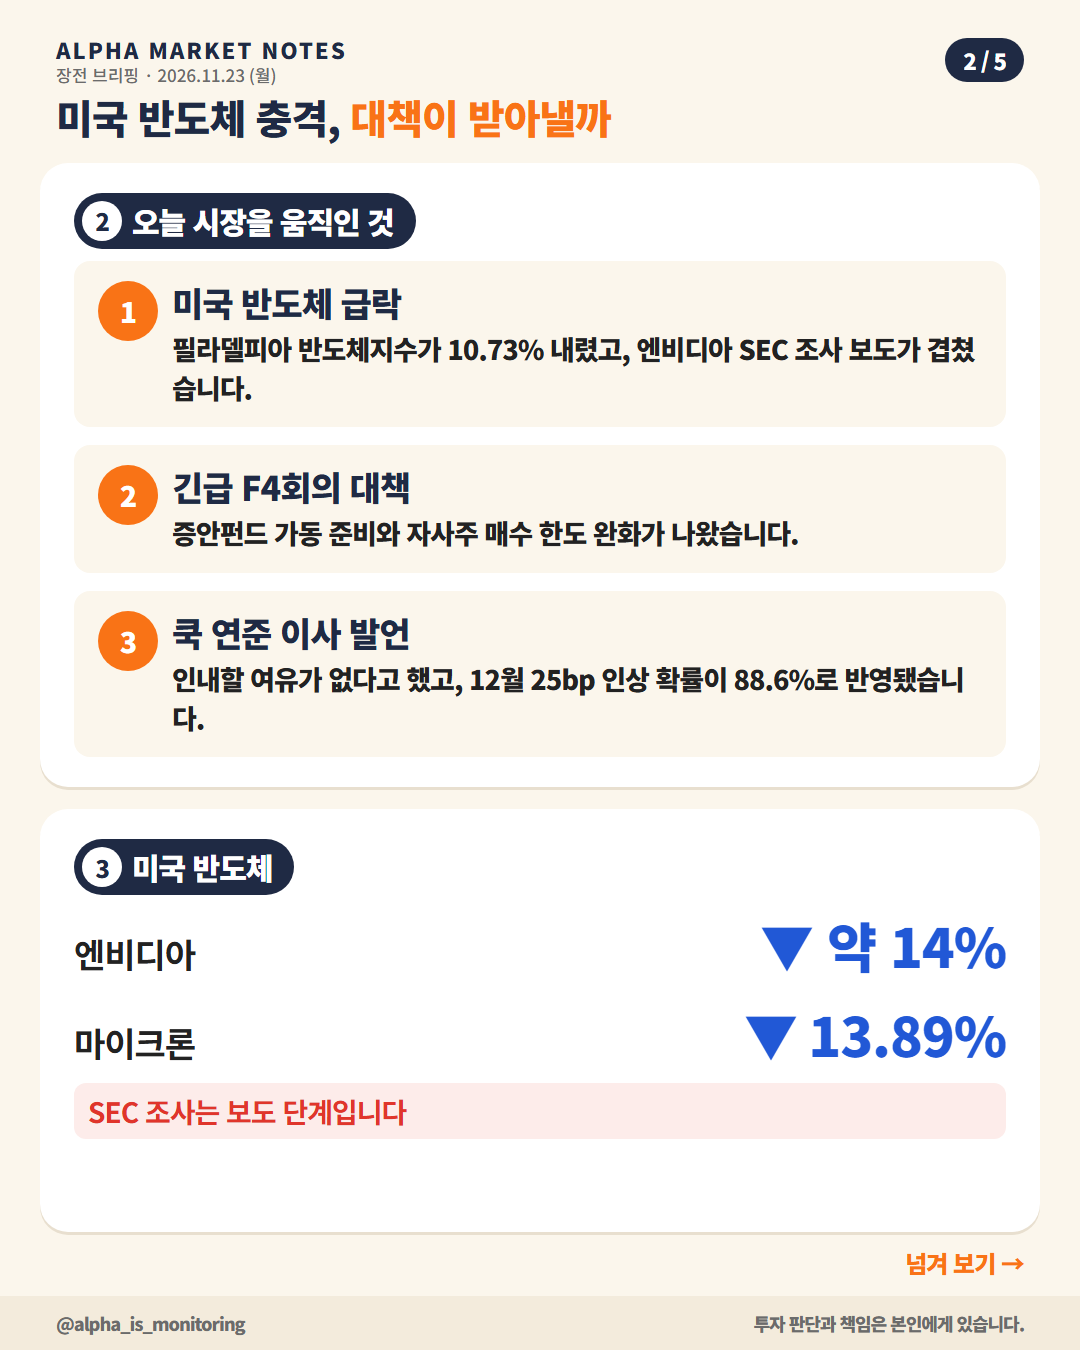 ALPHA MARKET NOTES
장전 브리핑 · 2026.11.23 (월)
2 / 5
미국 반도체 충격, 대책이 받아낼까
2 오늘 시장을 움직인 것
1 미국 반도체 급락
필라델피아 반도체지수가 10.73% 내렸고, 엔비디아 SEC 조사 보도가 겹쳤
습니다.
2 긴급 F4회의 대책
증안펀드 가동 준비와 자사주 매수 한도 완화가 나왔습니다.
3 쿡 연준 이사 발언
인내할 여유가 없다고 했고, 12월 25bp 인상 확률이 88.6%로 반영됐습니
다.
3 미국 반도체
엔비디아 ▼ 약 14%
마이크론 ▼ 13.89%
SEC 조사는 보도 단계입니다
넘겨 보기 →
@alpha_is_monitoring
투자 판단과 책임은 본인에게 있습니다.